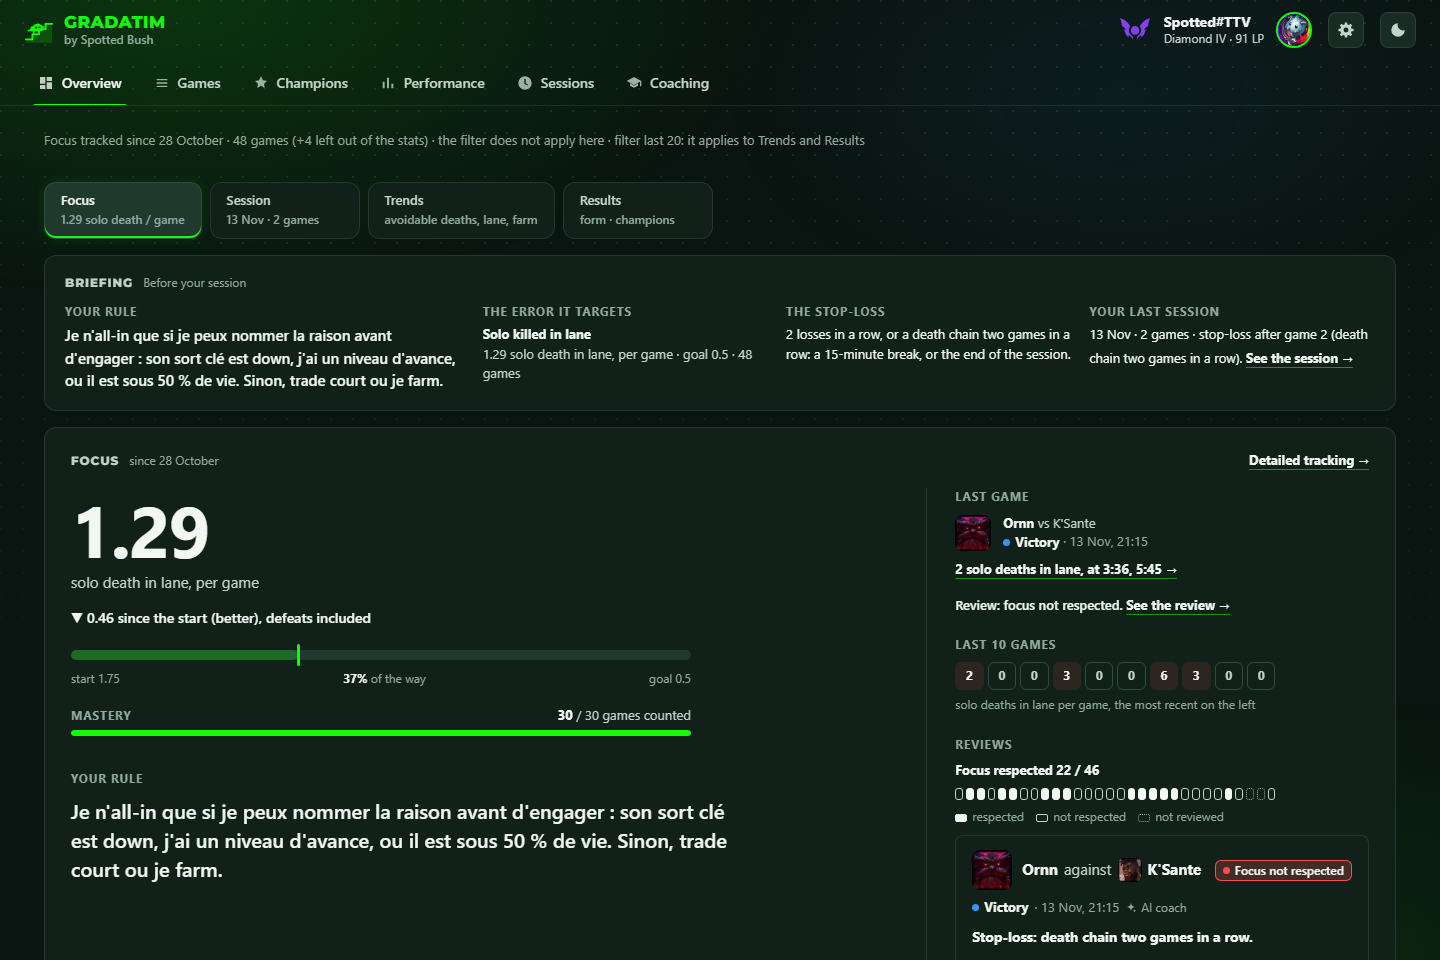 GRADATIM
by Spotted Bush
Spotted#TTV
Diamond IV · 91 LP
Overview
Games
Champions
Performance
Sessions
Coaching
Focus tracked since 28 October · 48 games (+4 left out of the stats) · the filter does not apply here · filter last 20: it applies to Trends and Results
Focus
1.29 solo death / game
Session
13 Nov · 2 games
Trends
avoidable deaths, lane, farm
Results
form · champions
BRIEFING Before your session
YOUR RULE
Je n'all-in que si je peux nommer la raison avant
d'engager : son sort clé est down, j'ai un niveau d'avance,
ou il est sous 50 % de vie. Sinon, trade court ou je farm.
THE ERROR IT TARGETS
Solo killed in lane
1.29 solo death in lane, per game · goal 0.5 · 48
games
THE STOP-LOSS
2 losses in a row, or a death chain two games in a
row: a 15-minute break, or the end of the session.
YOUR LAST SESSION
13 Nov · 2 games · stop-loss after game 2 (death
chain two games in a row). See the session →
FOCUS since 28 October
Detailed tracking →
1.29
solo death in lane, per game
▼ 0.46 since the start (better), defeats included
start 1.75
37% of the way
goal 0.5
MASTERY
30 / 30 games counted
YOUR RULE
Je n'all-in que si je peux nommer la raison avant d'engager : son sort clé
est down, j'ai un niveau d'avance, ou il est sous 50 % de vie. Sinon, trade
court ou je farm.
LAST GAME
Ornn vs K'Sante
Victory · 13 Nov, 21:15
2 solo deaths in lane, at 3:36, 5:45 →
Review: focus not respected. See the review →
LAST 10 GAMES
2 0 0 3 0 0 6 3 0 0
solo deaths in lane per game, the most recent on the left
REVIEWS
Focus respected 22 / 46
respected not respected not reviewed
Ornn against K'Sante Focus not respected
Victory · 13 Nov, 21:15 AI coach
Stop-loss: death chain two games in a row.